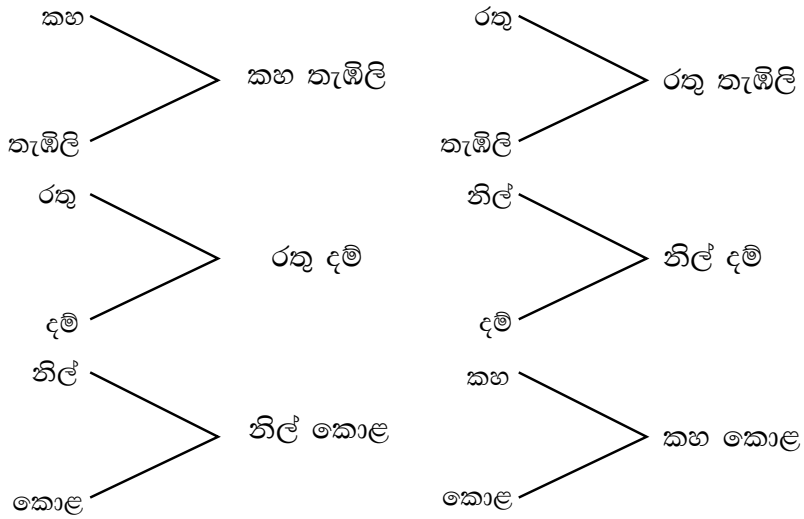 කහ
කහ තැඹිලි
තැඹිලි
රතු
රතු තැඹිලි
තැඹිලි
රතු
රතු දම්
දම්
නිල්
නිල් දම්
දම්
නිල්
නිල් කොළ
කොළ
කහ
කහ කොළ
කොළ